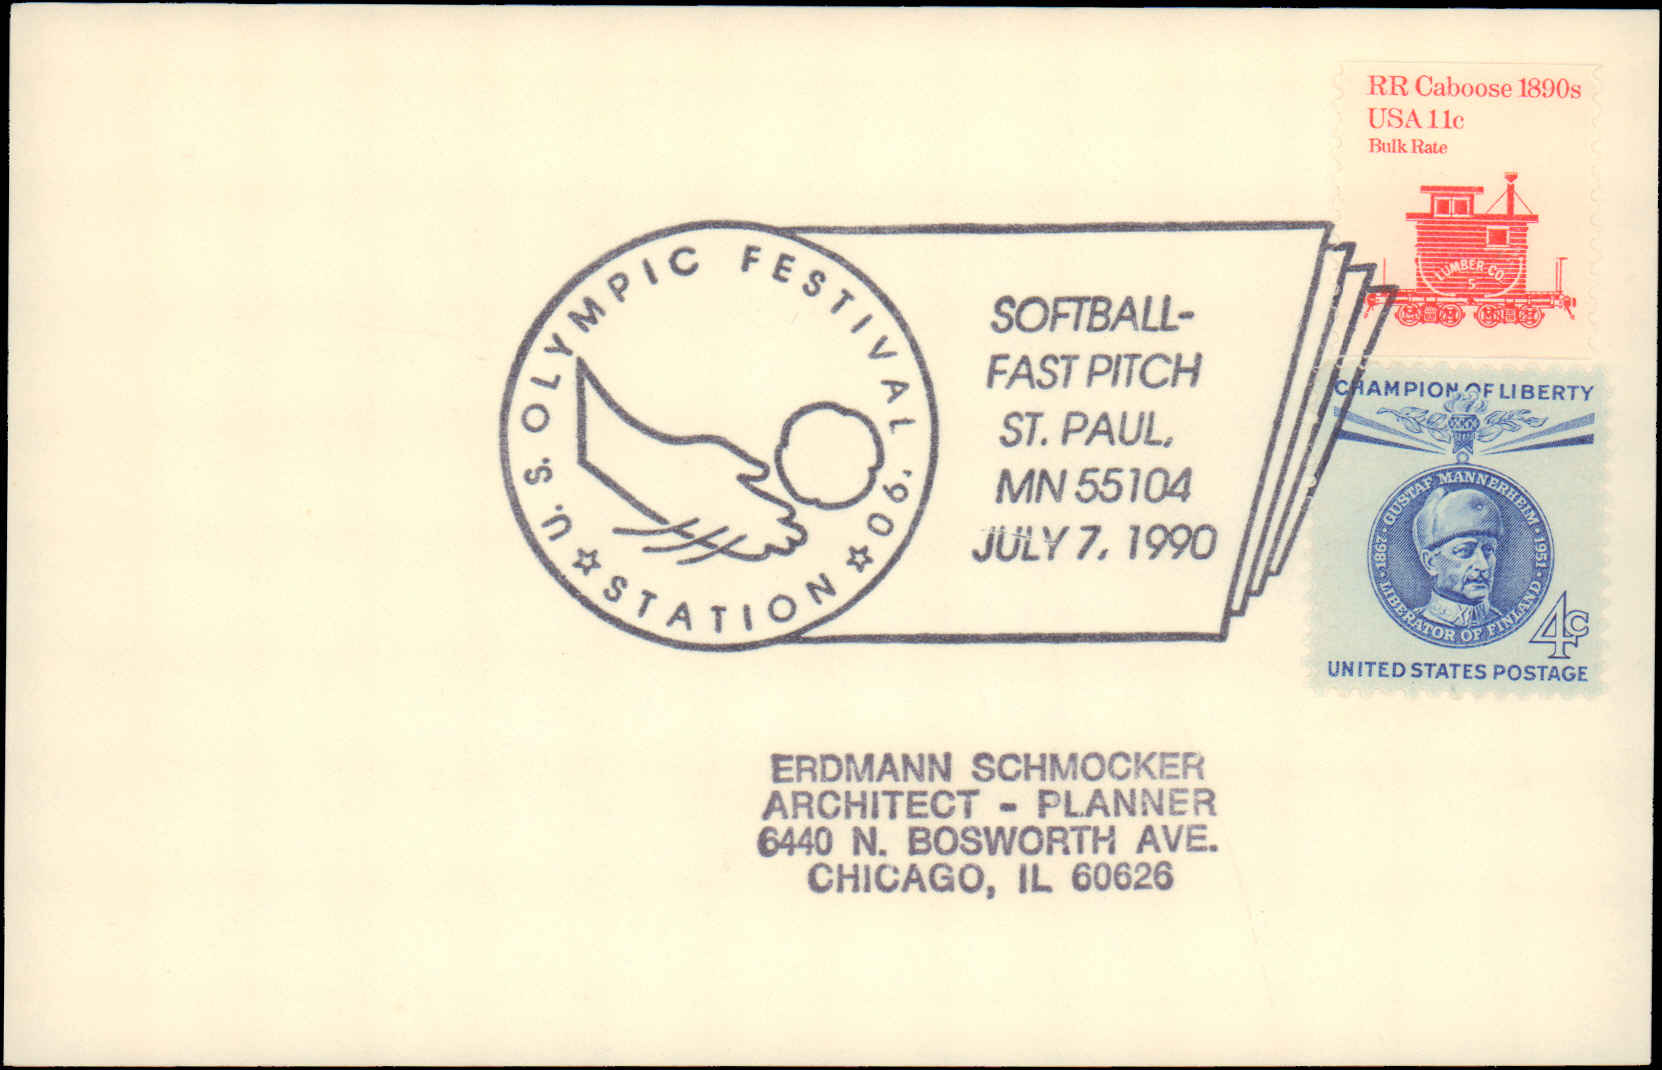 RR Caboose 1890s
USA 11c
Bulk Rate
LUMBER CO.
5
U.S. OLYMPIC FESTIVAL '90
STATION
SOFTBALL-
FAST PITCH
ST. PAUL,
MN 55104
JULY 7, 1990
CHAMPION OF LIBERTY
GUSTAF MANNERHEIM
1867
1951
LIBERATOR OF FINLAND
4c
UNITED STATES POSTAGE
ERDMANN SCHMOCKER
ARCHITECT - PLANNER
6440 N. BOSWORTH AVE.
CHICAGO, IL 60626